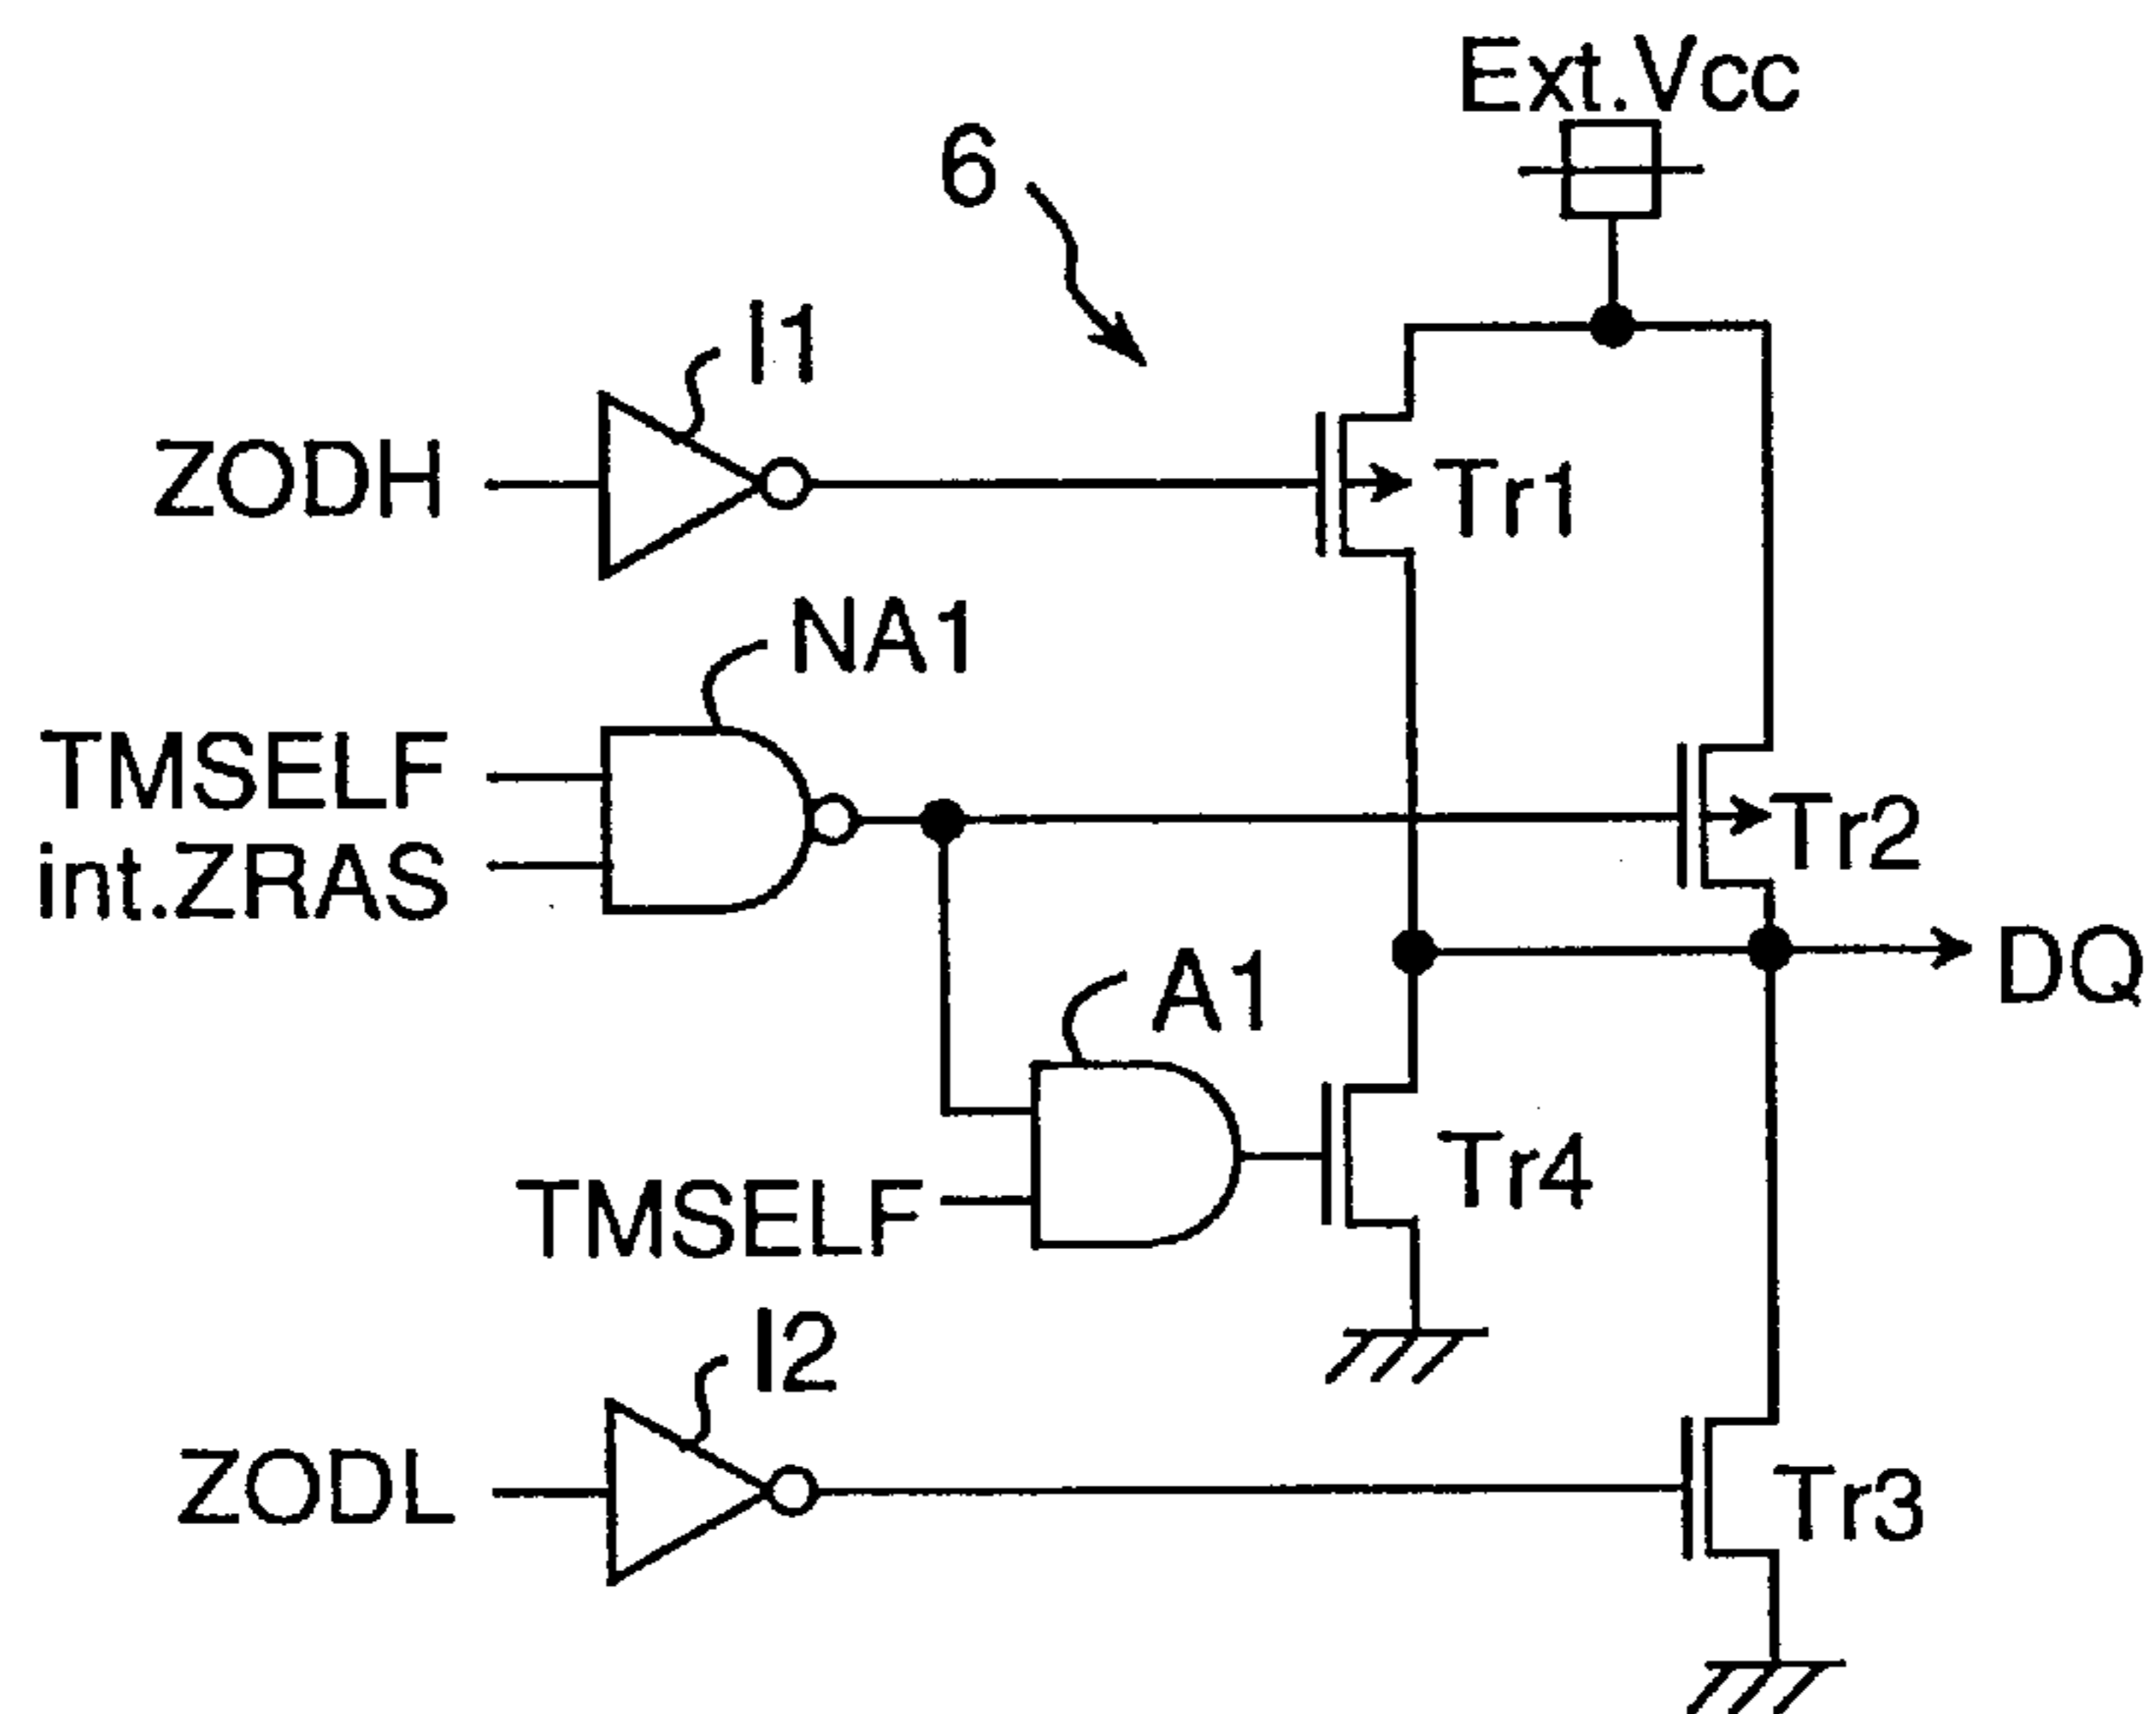 Ext.Vcc
6
I1
ZODH
Tr1
NA1
TMSELF
int.ZRAS
Tr2
DQ
A1
TMSELF
Tr4
I2
ZODL
Tr3